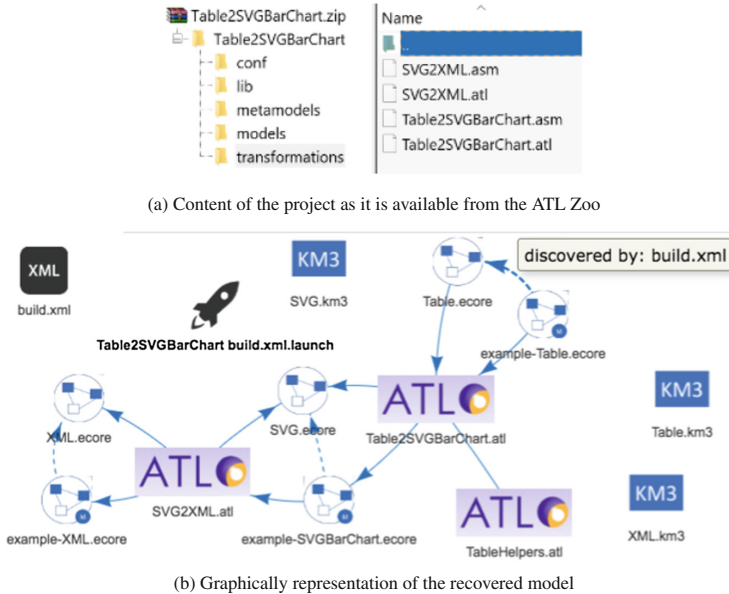 Table2SVGBarChart.zip
Table2SVGBarChart
conf
lib
metamodels
models
transformations
Name
..
SVG2XML.asm
SVG2XML.atl
Table2SVGBarChart.asm
Table2SVGBarChart.atl
(a) Content of the project as it is available from the ATL Zoo
XML
build.xml
KM3
SVG.km3
Table.ecore
discovered by: build.xml
M
example-Table.ecore
Table2SVGBarChart build.xml.launch
XML.ecore
SVG.ecore
ATL
Table2SVGBarChart.atl
KM3
Table.km3
ATL
SVG2XML.atl
M
example-XML.ecore
M
example-SVGBarChart.ecore
ATL
TableHelpers.atl
KM3
XML.km3
(b) Graphically representation of the recovered model